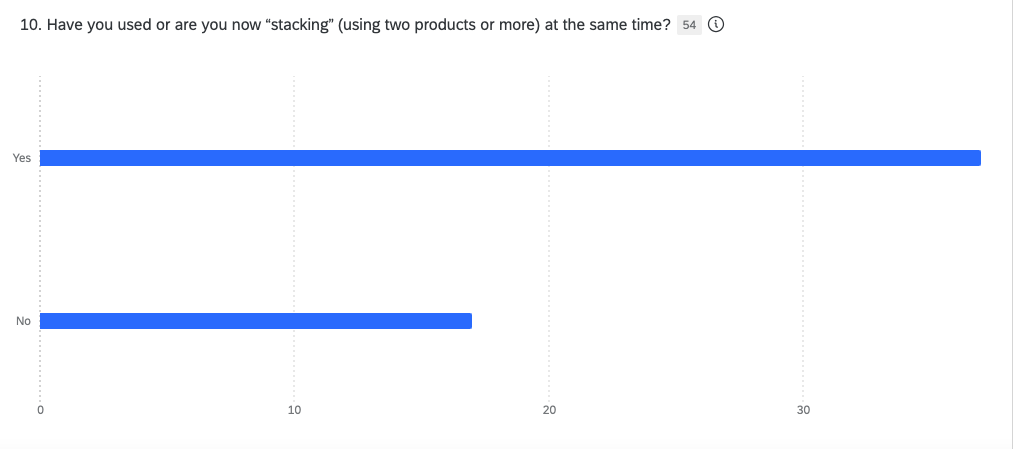 10. Have you used or are you now “stacking” (using two products or more) at the same time? 54
Yes
No
0 10 20 30